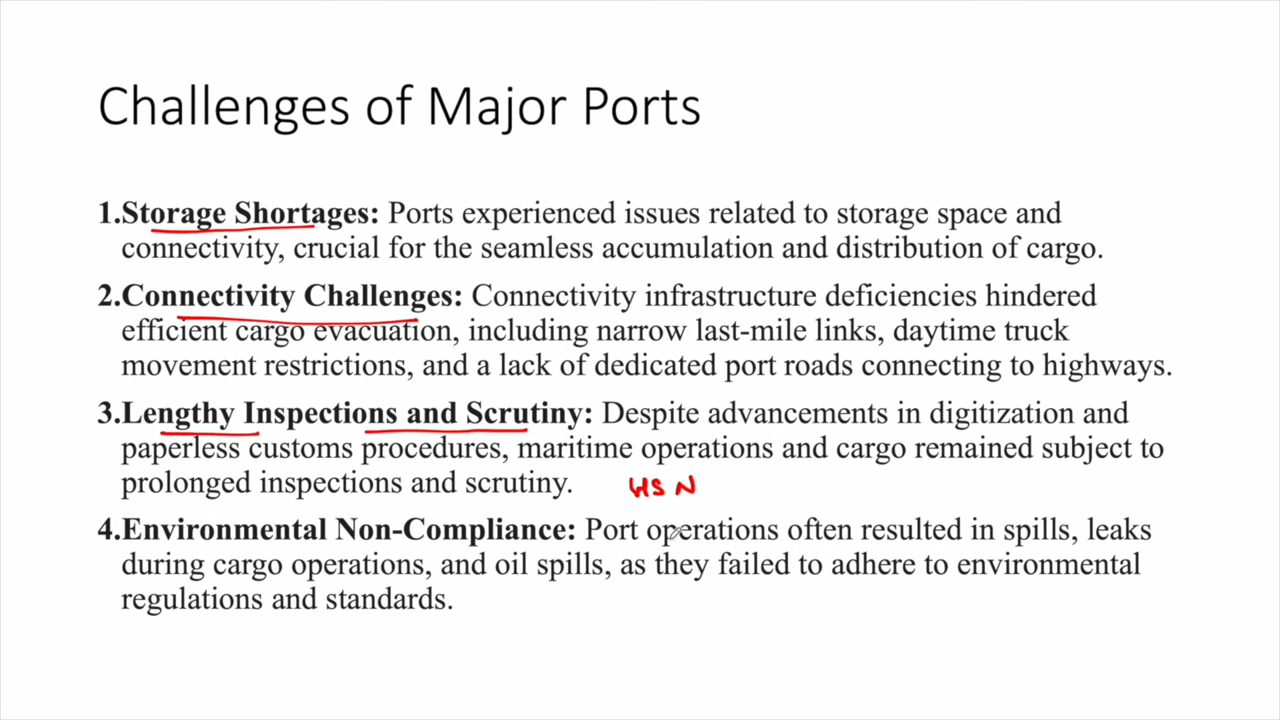 Challenges of Major Ports
1.Storage Shortages: Ports experienced issues related to storage space and
connectivity, crucial for the seamless accumulation and distribution of cargo.
2.Connectivity Challenges: Connectivity infrastructure deficiencies hindered
efficient cargo evacuation, including narrow last-mile links, daytime truck
movement restrictions, and a lack of dedicated port roads connecting to highways.
3.Lengthy Inspections and Scrutiny: Despite advancements in digitization and
paperless customs procedures, maritime operations and cargo remained subject to
prolonged inspections and scrutiny. HSN
4.Environmental Non-Compliance: Port operations often resulted in spills, leaks
during cargo operations, and oil spills, as they failed to adhere to environmental
regulations and standards.